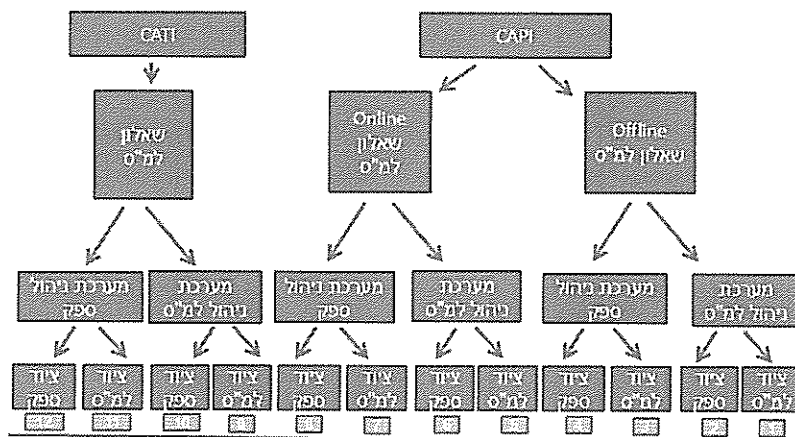 CATI
CAPI
שאלון
למ"ס
Online
שאלון
למ"ס
Offline
שאלון למ"ס
מערכת ניהול
ספק
מערכת
ניהול למ"ס
מערכת ניהול
ספק
מערכת
ניהול למ"ס
מערכת ניהול
ספק
מערכת
ניהול למ"ס
ציוד
ספק
ציוד
למ"ס
ציוד
ספק
ציוד
למ"ס
ציוד
ספק
ציוד
למ"ס
ציוד
ספק
ציוד
למ"ס
ציוד
ספק
ציוד
למ"ס
ציוד
ספק
ציוד
למ"ס